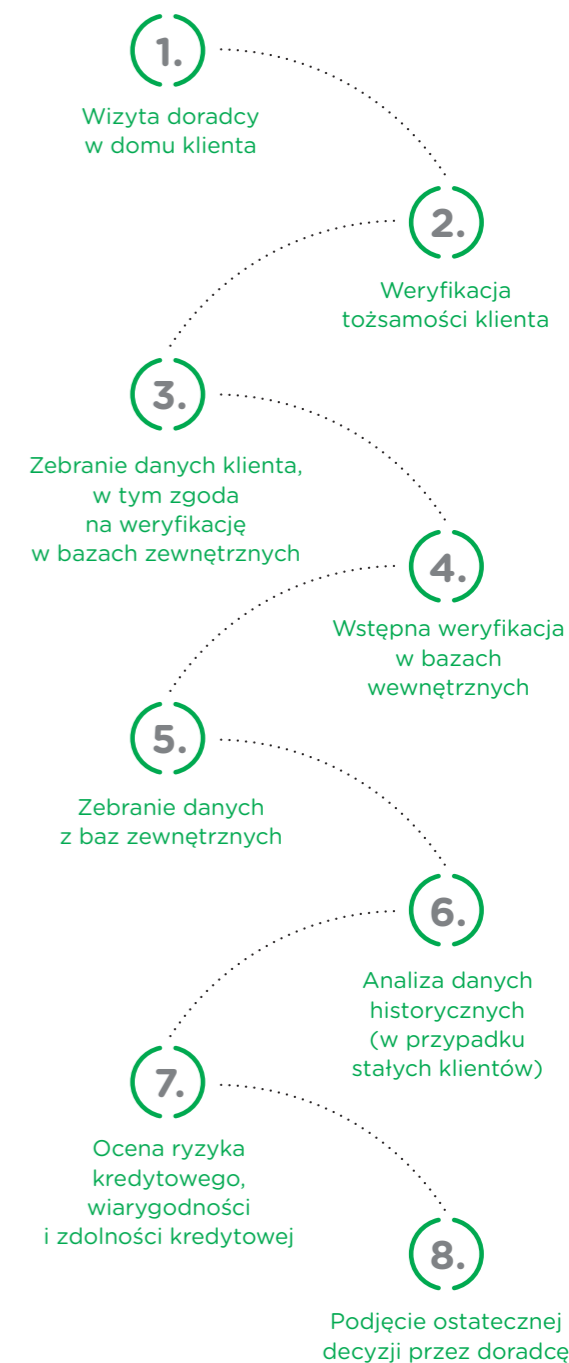 1.
Wizyta doradcy
w domu klienta
2.
Weryfikacja
tożsamości klienta
3.
Zebranie danych klienta,
w tym zgoda
na weryfikację
w bazach zewnętrznych
4.
Wstępna weryfikacja
w bazach
wewnętrznych
5.
Zebranie danych
z baz zewnętrznych
6.
Analiza danych
historycznych
(w przypadku
stałych klientów)
7.
Ocena ryzyka
kredytowego,
wiarygodności
i zdolności kredytowej
8.
Podjęcie ostatecznej
decyzji przez doradcę